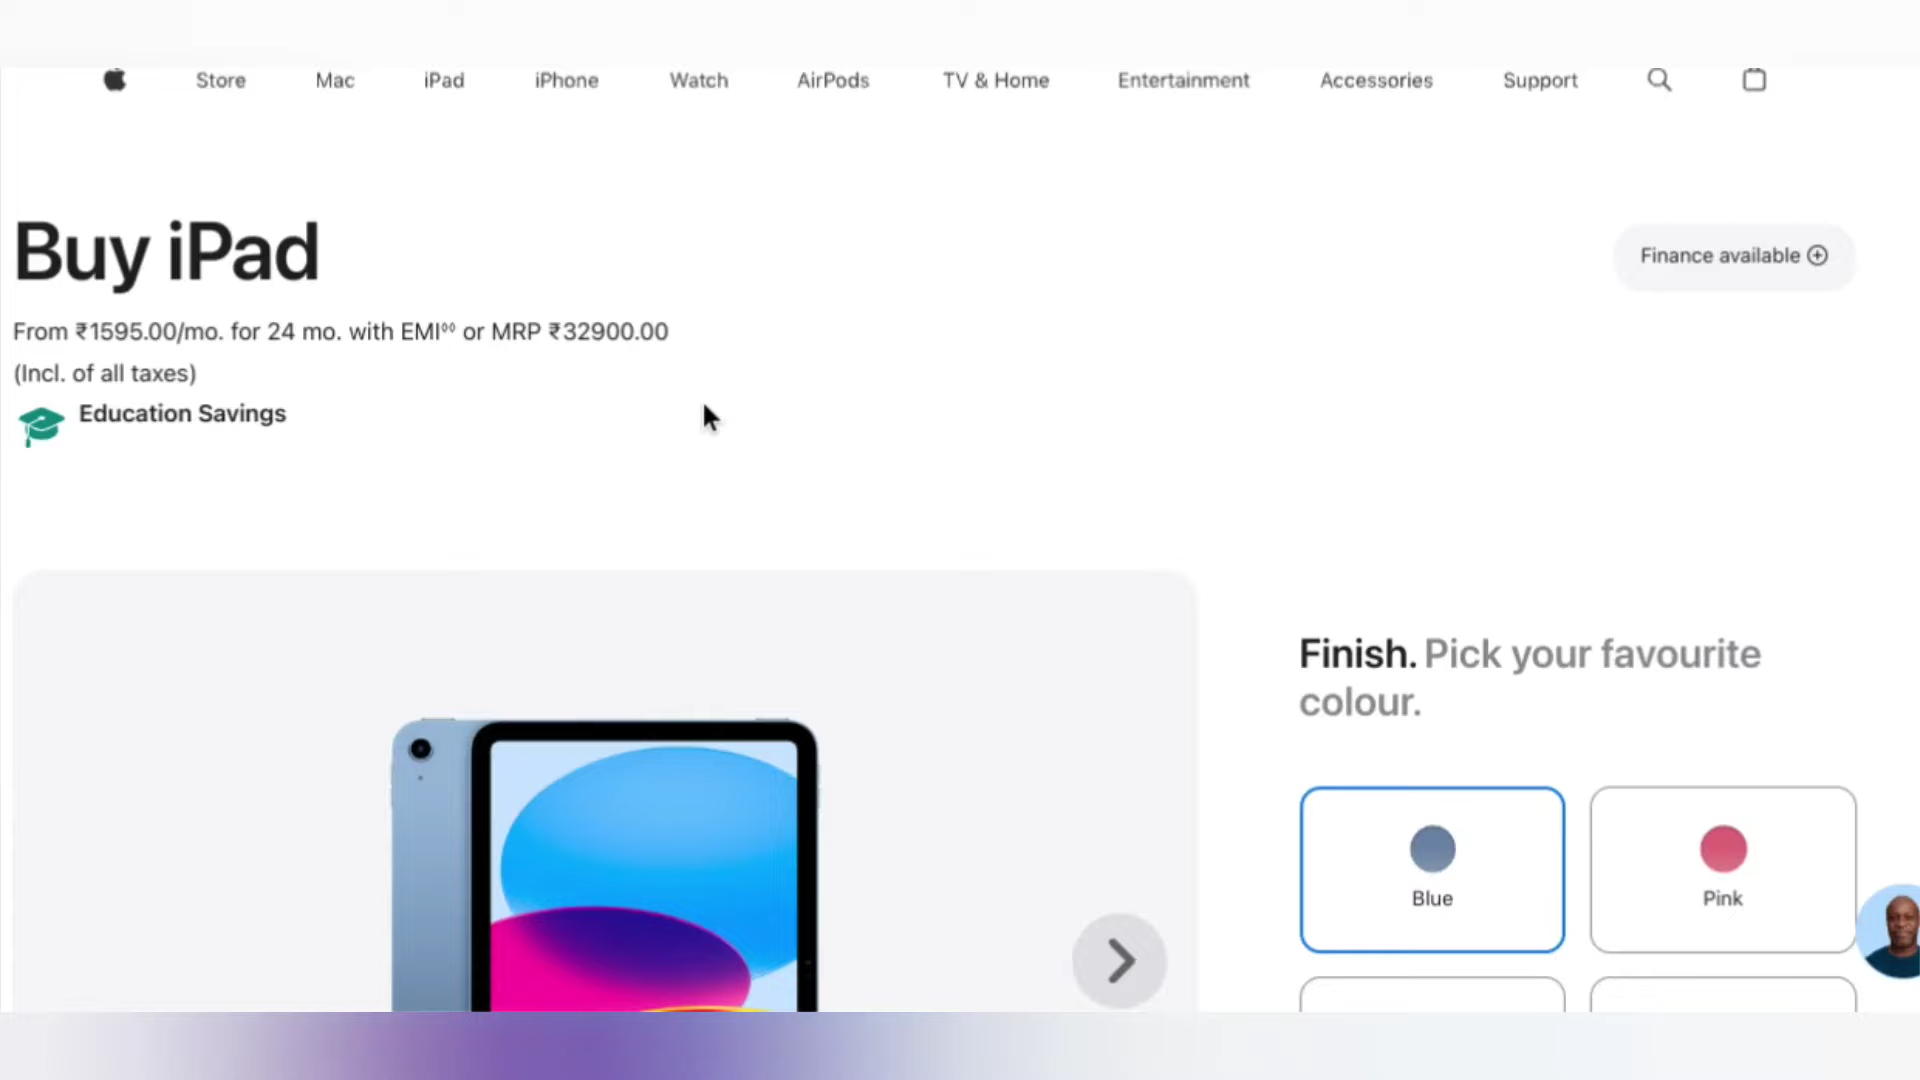 Store Mac iPad iPhone Watch AirPods TV & Home Entertainment Accessories Support
Buy iPad
Finance available
From ₹1595.00/mo. for 24 mo. with EMI◊◊ or MRP ₹32900.00
(Incl. of all taxes)
Education Savings
Finish. Pick your favourite
colour.
Blue
Pink